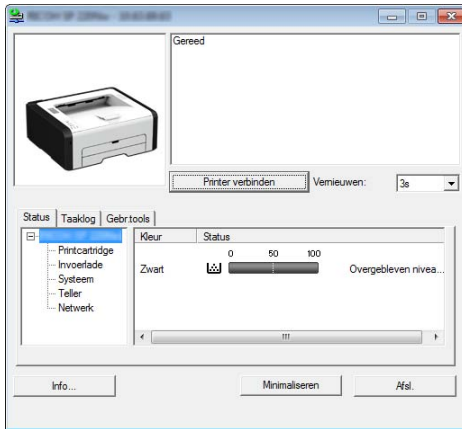 Gereed
Printer verbinden
Vernieuwen:
3s
Status
Taaklog
Gebr.tools
Printcartridge
Invoerlade
Systeem
Teller
Netwerk
Kleur
Status
0 50 100
Zwart
Overgebleven nivea...
Info...
Minimaliseren
Afsl.